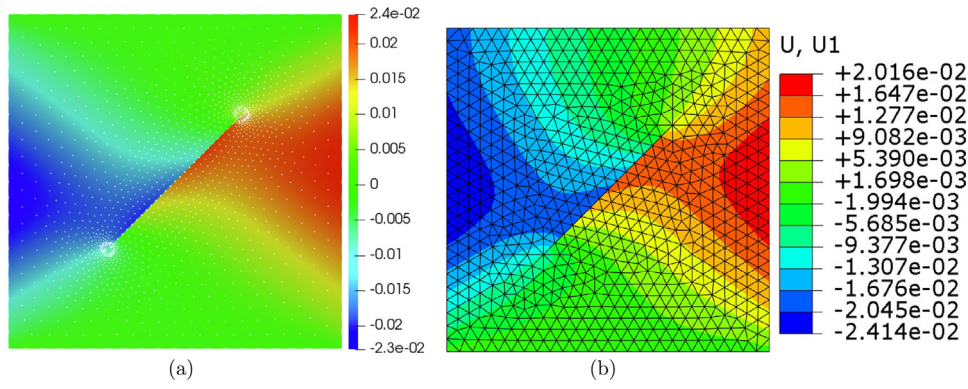 2.4e-02
0.02
0.015
0.01
0.005
0
-0.005
-0.01
-0.015
-0.02
-2.3e-02
(a)
U, U1
+2.016e-02
+1.647e-02
+1.277e-02
+9.082e-03
+5.390e-03
+1.698e-03
-1.994e-03
-5.685e-03
-9.377e-03
-1.307e-02
-1.676e-02
-2.045e-02
-2.414e-02
(b)